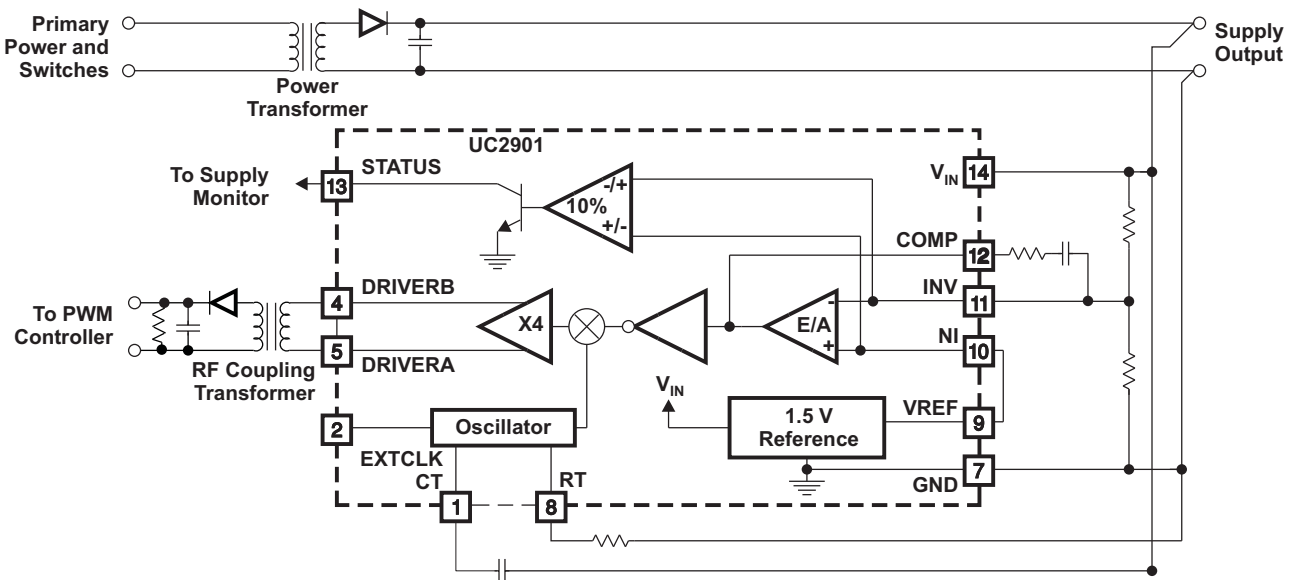 Primary
Power and
Switches
Power
Transformer
Supply
Output
UC2901
To Supply
Monitor
13
STATUS
-/+
10%
+/-
VIN
14
COMP
12
INV
11
NI
10
VREF
9
GND
7
To PWM
Controller
4
DRIVERB
5
DRIVERA
RF Coupling
Transformer
X4
E/A
-
+
VIN
1.5 V
Reference
2
EXTCLK
Oscillator
CT
1
RT
8